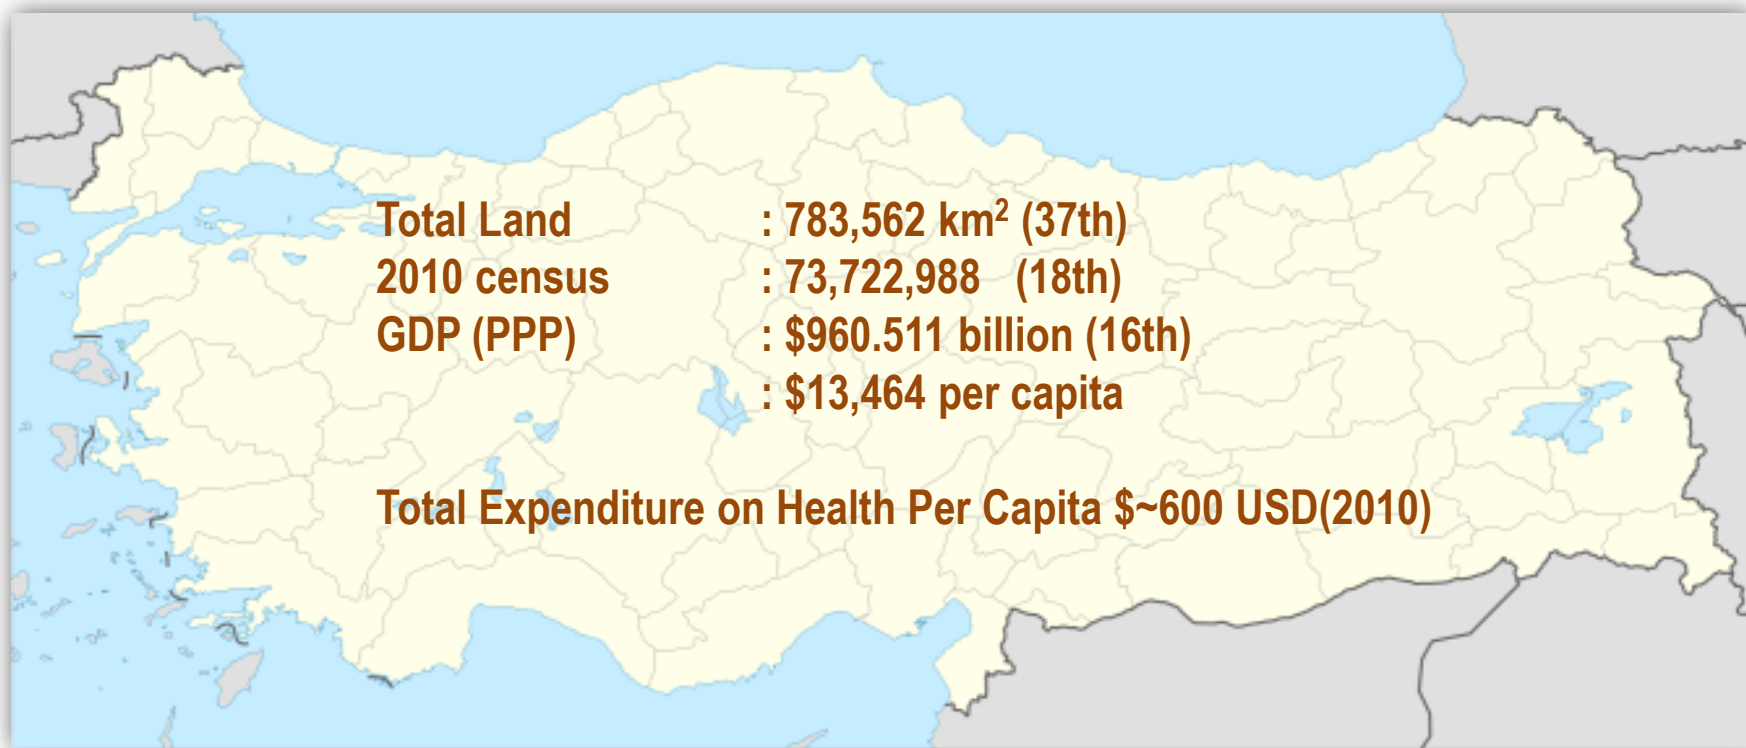 Total Land : 783,562 km² (37th)
2010 census : 73,722,988 (18th)
GDP (PPP) : $960.511 billion (16th)
: $13,464 per capita
Total Expenditure on Health Per Capita $~600 USD(2010)